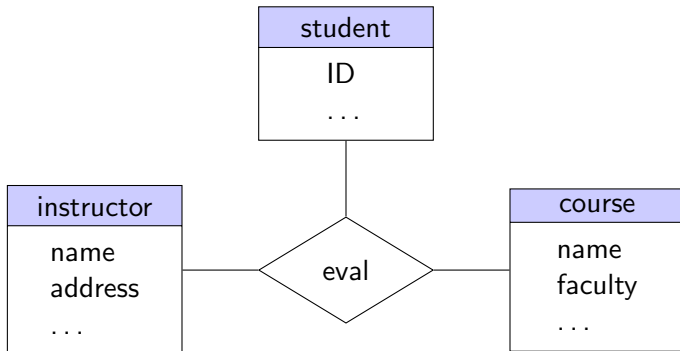 student
ID
. . .
instructor
name
address
. . .
eval
course
name
faculty
. . .